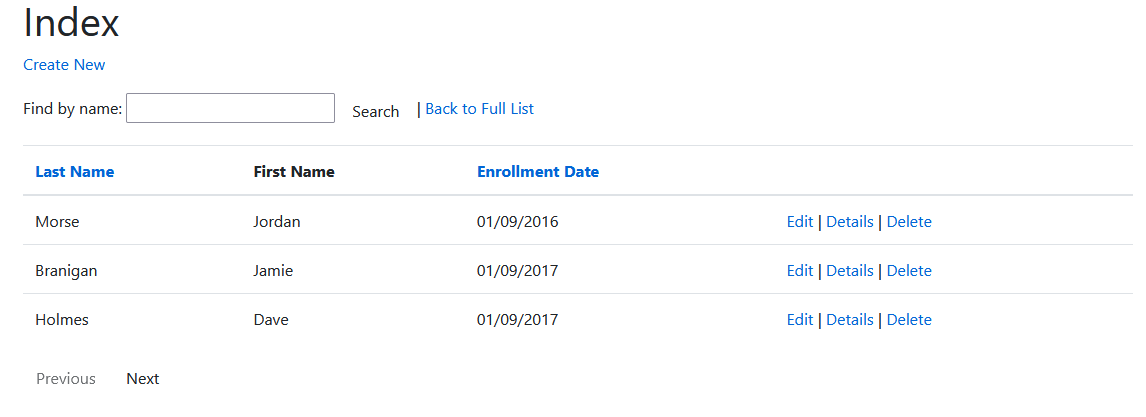 Index
Create New
Find by name: Search | Back to Full List
Last Name First Name Enrollment Date
Morse Jordan 01/09/2016 Edit | Details | Delete
Branigan Jamie 01/09/2017 Edit | Details | Delete
Holmes Dave 01/09/2017 Edit | Details | Delete
Previous Next